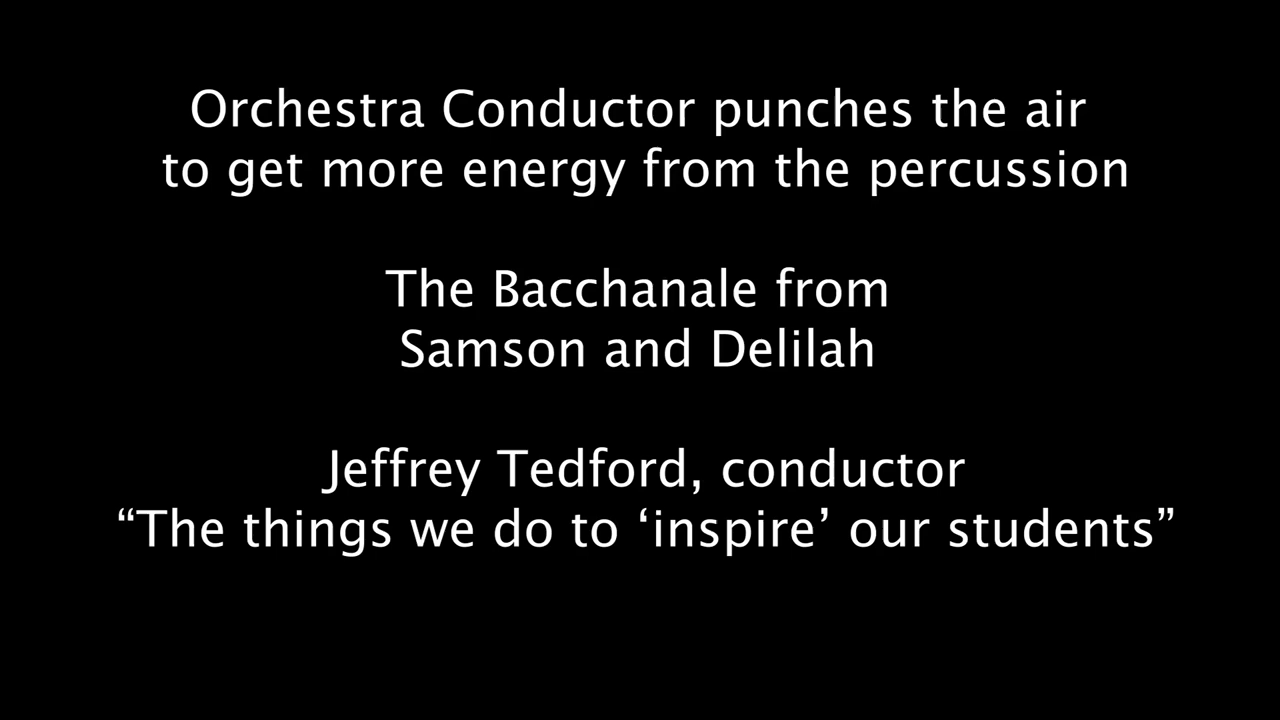 Orchestra Conductor punches the air
to get more energy from the percussion
The Bacchanale from
Samson and Delilah
Jeffrey Tedford, conductor
“The things we do to ‘inspire’ our students”